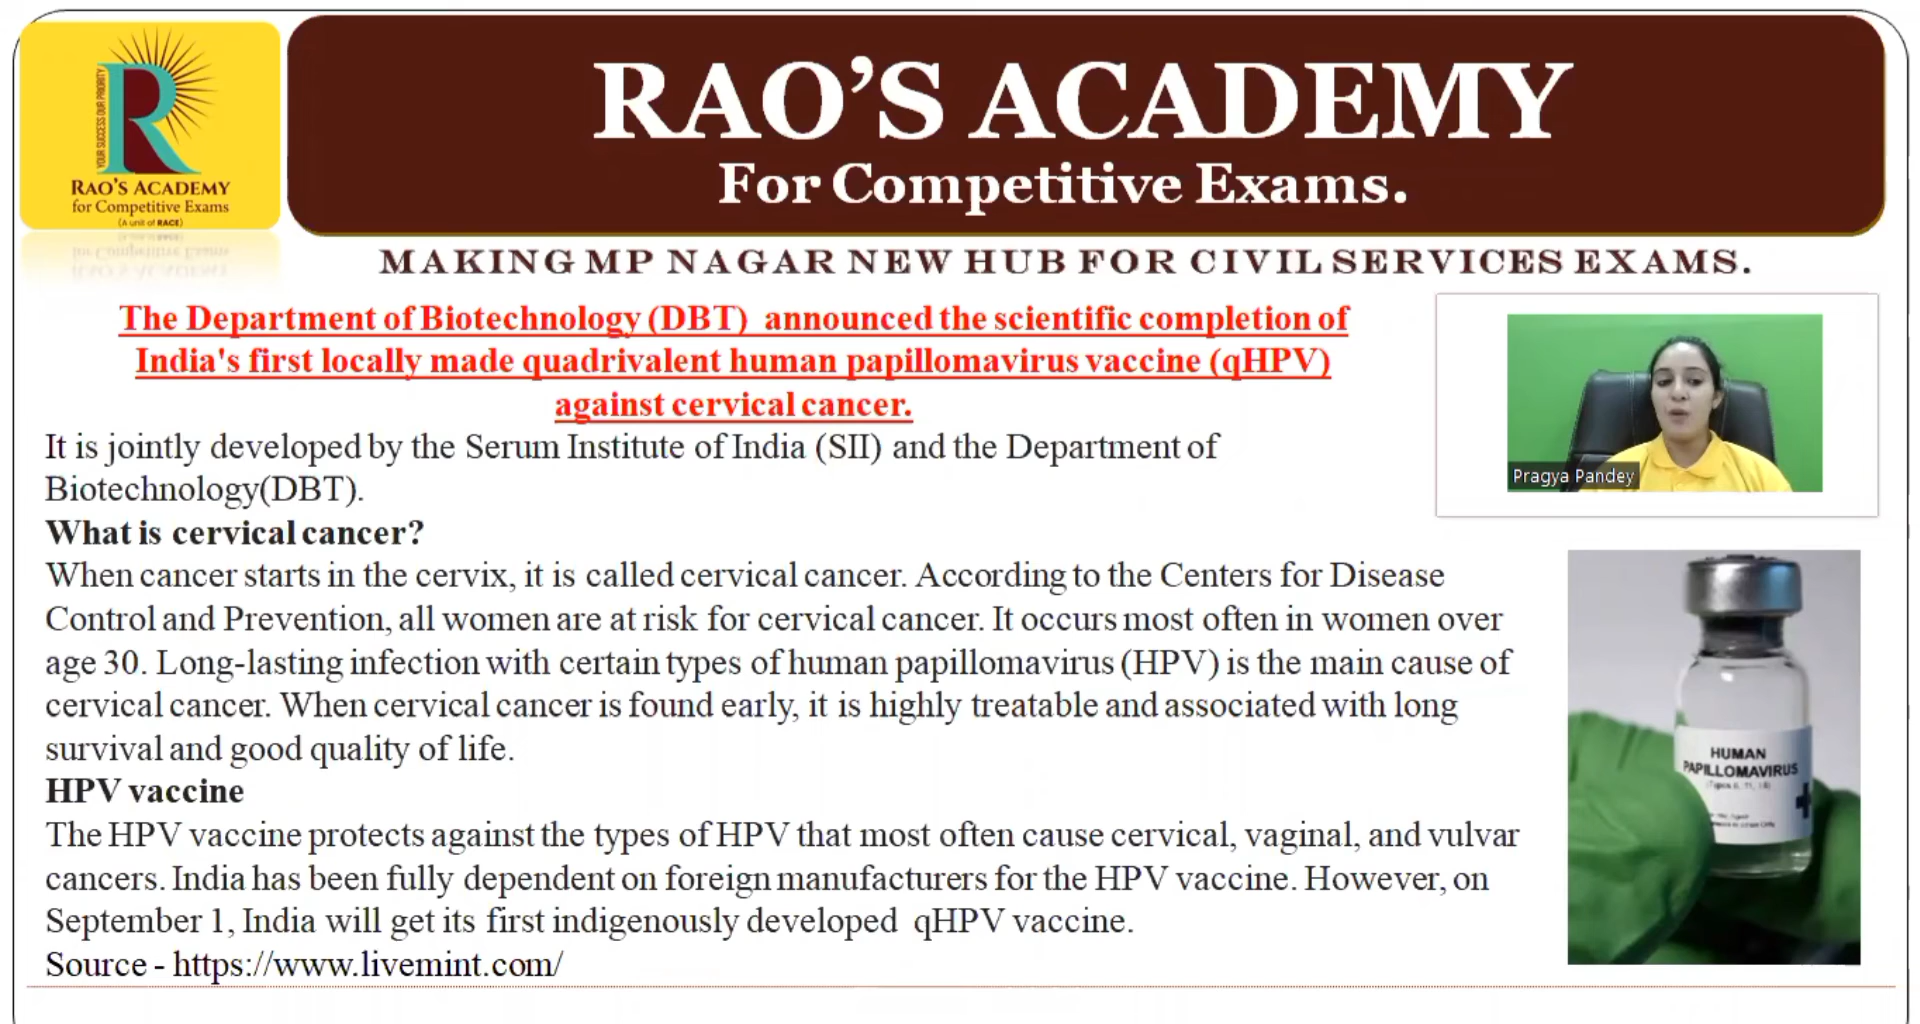 YOUR SUCCESS OUR PRIORITY
R
RAO'S ACADEMY
for Competitive Exams
(A unit of RACE)
RAO'S ACADEMY
For Competitive Exams.
MAKING MP NAGAR NEW HUB FOR CIVIL SERVICES EXAMS.
The Department of Biotechnology (DBT) announced the scientific completion of
India's first locally made quadrivalent human papillomavirus vaccine (qHPV)
against cervical cancer.
It is jointly developed by the Serum Institute of India (SII) and the Department of
Biotechnology(DBT).
What is cervical cancer?
When cancer starts in the cervix, it is called cervical cancer. According to the Centers for Disease
Control and Prevention, all women are at risk for cervical cancer. It occurs most often in women over
age 30. Long-lasting infection with certain types of human papillomavirus (HPV) is the main cause of
cervical cancer. When cervical cancer is found early, it is highly treatable and associated with long
survival and good quality of life.
HPV vaccine
The HPV vaccine protects against the types of HPV that most often cause cervical, vaginal, and vulvar
cancers. India has been fully dependent on foreign manufacturers for the HPV vaccine. However, on
September 1, India will get its first indigenously developed qHPV vaccine.
Source - https://www.livemint.com/
Pragya Pandey
HUMAN
PAPILLOMAVIRUS